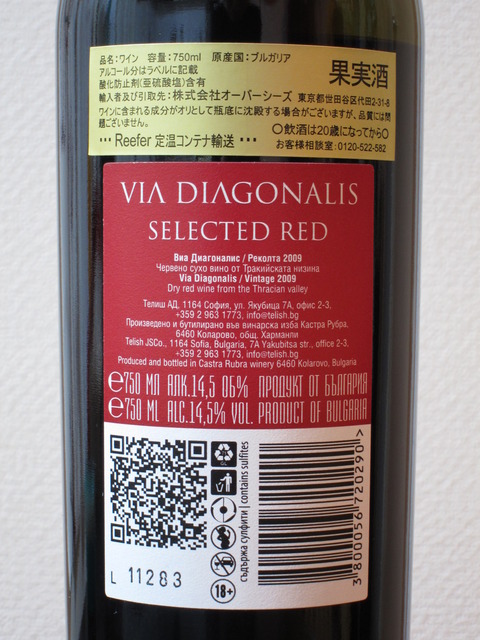 品名:ワイン 容量:750ml 原産国:ブルガリア
アルコール分はラベルに記載
酸化防止剤(亜硫酸塩)含有
果実酒
輸入者及び引取先:株式会社オーバーシーズ 東京都世田谷区代田2-31-8
ワインに含まれる成分がオリとして瓶底に沈殿する場合がございますが、品質には問
題ございません。
○飲酒は20歳になってから○
••• Reefer 定温コンテナ輸送 •••
お客様相談室:0120-522-582
VIA DIAGONALIS
SELECTED RED
Виа Диагоналис / Реколта 2009
Червено сухо вино от Тракийската низина
Via Diagonalis / Vintage 2009
Dry red wine from the Thracian valley
Телиш АД, 1164 София, ул. Якубица 7А, офис 2-3,
+359 2 963 1773, info@telish.bg
Произведено и бутилирано във винарска изба Кастра Рубра,
6460 Коларово, общ. Харманли
Telish JSCo., 1164 Sofia, Bulgaria, 7A Yakubitsa str., office 2-3,
+359 2 963 1773, info@telish.bg
Produced and bottled in Castra Rubra winery 6460 Kolarovo, Bulgaria
℮750 МЛ АЛК.14,5 ОБ% ПРОДУКТ ОТ БЪЛГАРИЯ
℮750 ML ALC.14,5% VOL. PRODUCT OF BULGARIA
съдържа сулфити | contains sulfites
18+
3800056720290>
L 11283